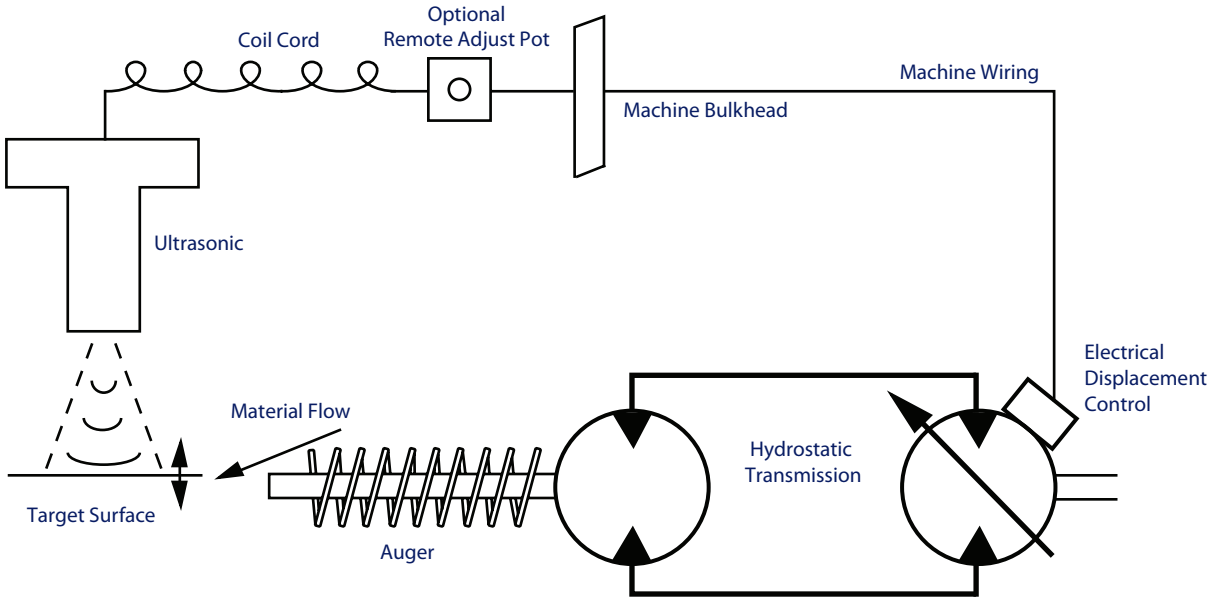 Optional
Remote Adjust Pot
Coil Cord
Machine Wiring
Machine Bulkhead
Ultrasonic
Electrical
Displacement
Control
Material Flow
Hydrostatic
Transmission
Target Surface
Auger